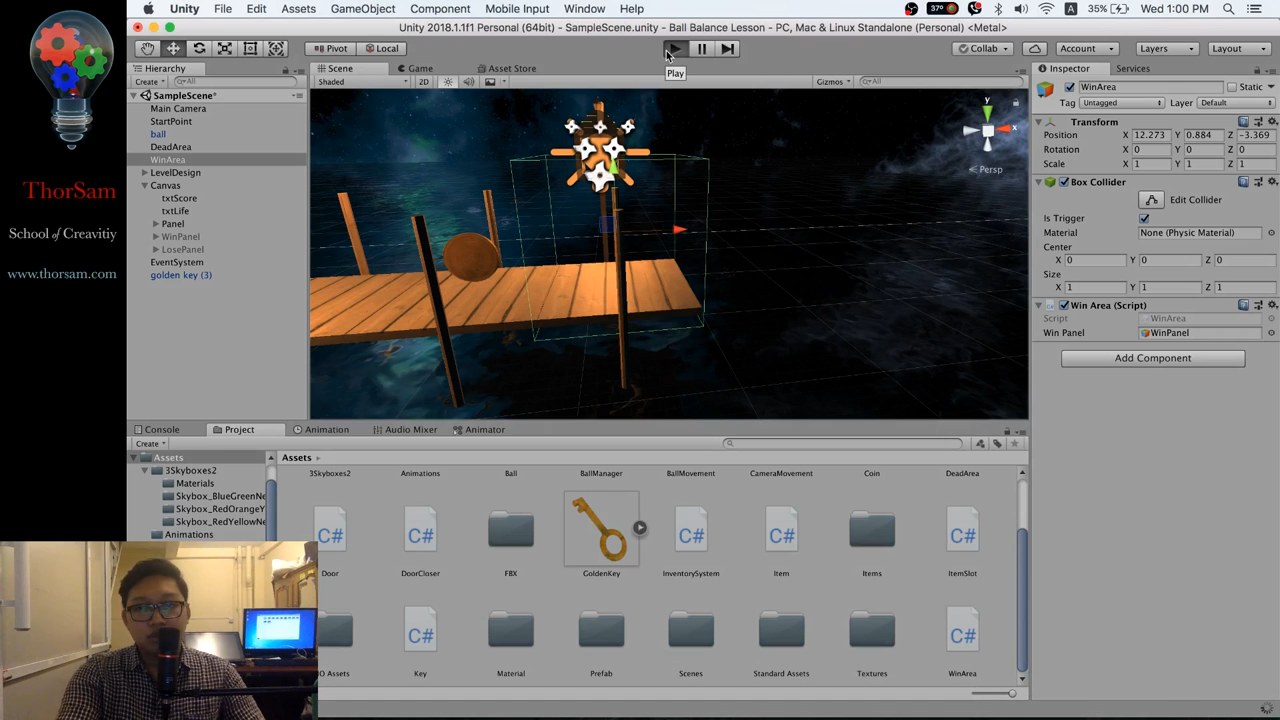 Unity File Edit Assets GameObject Component Mobile Input Window Help 37° A 35% Wed 1:00 PM
Unity 2018.1.1f1 Personal (64bit) - SampleScene.unity - Ball Balance Lesson - PC, Mac & Linux Standalone (Personal) <Metal>
Pivot Local Collab Account Layers Layout
Play
Hierarchy Scene Game Asset Store Inspector Services
Create All Shaded 2D Gizmos All
SampleScene*
Main Camera
StartPoint
ball
DeadArea
WinArea
LevelDesign
Canvas
txtScore
txtLife
Panel
WinPanel
LosePanel
EventSystem
golden key (3)
y
x
Persp
WinArea Static
Tag Untagged Layer Default
Transform
Position X 12.273 Y 0.884 Z -3.369
Rotation X 0 Y 0 Z 0
Scale X 1 Y 1 Z 1
Box Collider
Edit Collider
Is Trigger
Material None (Physic Material)
Center
X 0 Y 0 Z 0
Size
X 1 Y 1 Z 1
Win Area (Script)
Script WinArea
Win Panel WinPanel
Add Component
Console Project Animation Audio Mixer Animator
Create
Assets
3Skyboxes2
Materials
Skybox_BlueGreenNe
Skybox_RedOrangeY
Skybox_RedYellowNe
Animations
Assets
3Skyboxes2 Animations Ball BallManager BallMovement CameraMovement Coin DeadArea
C# C# C# C# C#
Door DoorCloser FBX GoldenKey InventorySystem Item Items ItemSlot
C# C#
O Assets Key Material Prefab Scenes Standard Assets Textures WinArea
ThorSam
School of Creavitiy
www.thorsam.com